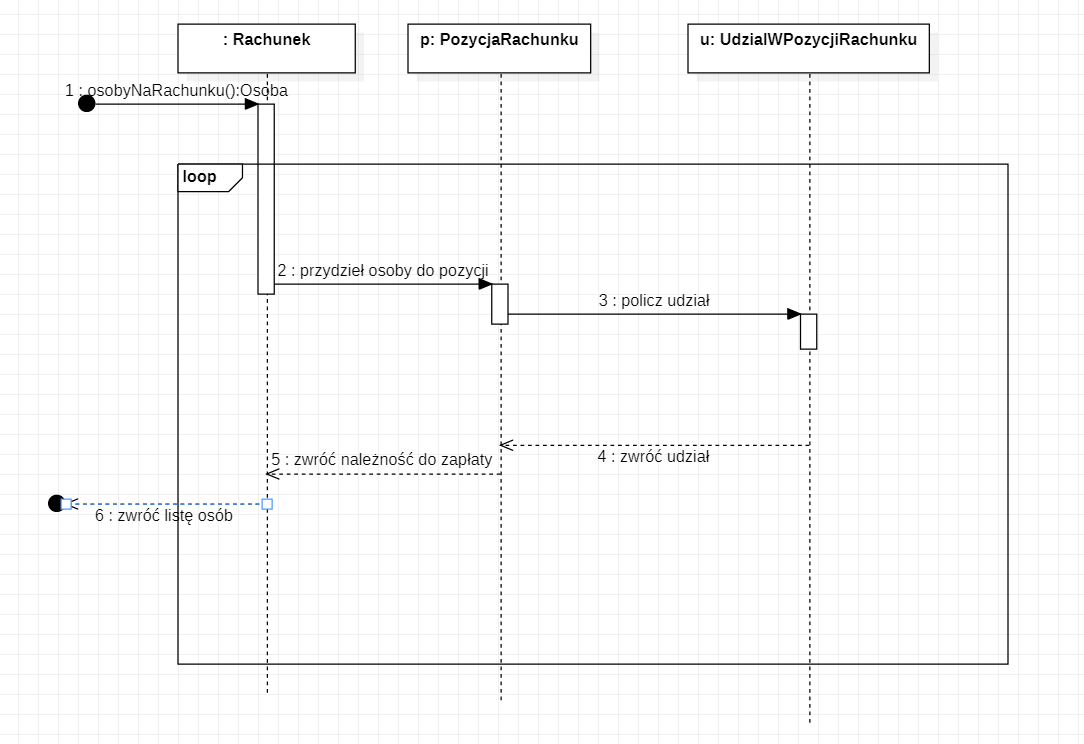 : Rachunek
p: PozycjaRachunku
u: UdzialWPozycjiRachunku
1 : osobyNaRachunku():Osoba
loop
2 : przydzieł osoby do pozycji
3 : policz udział
4 : zwróć udział
5 : zwróć należność do zapłaty
6 : zwróć listę osób